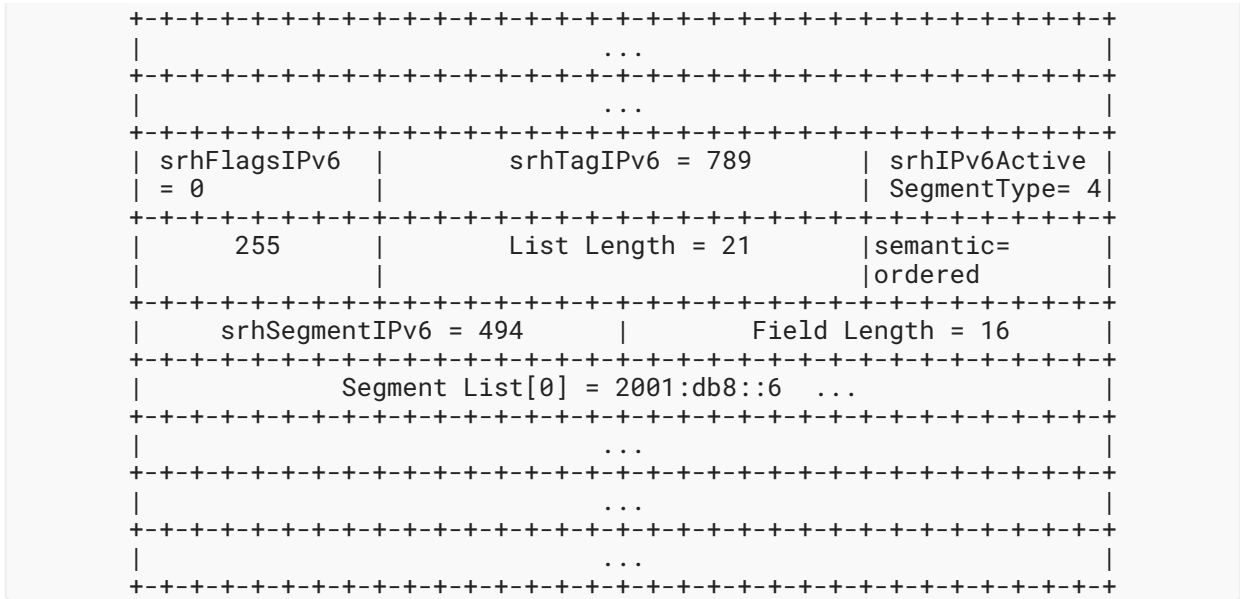 +-+-+-+-+-+-+-+-+-+-+-+-+-+-+-+-+-+-+-+-+-+-+-+-+-+-+-+-+-+-+-+-+
|                              ...                              |
+-+-+-+-+-+-+-+-+-+-+-+-+-+-+-+-+-+-+-+-+-+-+-+-+-+-+-+-+-+-+-+-+
|                              ...                              |
+-+-+-+-+-+-+-+-+-+-+-+-+-+-+-+-+-+-+-+-+-+-+-+-+-+-+-+-+-+-+-+-+
| srhFlagsIPv6  |        srhTagIPv6 = 789       | srhIPv6Active |
| = 0           |                               | SegmentType= 4|
+-+-+-+-+-+-+-+-+-+-+-+-+-+-+-+-+-+-+-+-+-+-+-+-+-+-+-+-+-+-+-+-+
|      255      |        List Length = 21       |semantic=      |
|               |                               |ordered        |
+-+-+-+-+-+-+-+-+-+-+-+-+-+-+-+-+-+-+-+-+-+-+-+-+-+-+-+-+-+-+-+-+
|     srhSegmentIPv6 = 494      |        Field Length = 16      |
+-+-+-+-+-+-+-+-+-+-+-+-+-+-+-+-+-+-+-+-+-+-+-+-+-+-+-+-+-+-+-+-+
|             Segment List[0] = 2001:db8::6  ...                |
+-+-+-+-+-+-+-+-+-+-+-+-+-+-+-+-+-+-+-+-+-+-+-+-+-+-+-+-+-+-+-+-+
|                              ...                              |
+-+-+-+-+-+-+-+-+-+-+-+-+-+-+-+-+-+-+-+-+-+-+-+-+-+-+-+-+-+-+-+-+
|                              ...                              |
+-+-+-+-+-+-+-+-+-+-+-+-+-+-+-+-+-+-+-+-+-+-+-+-+-+-+-+-+-+-+-+-+
|                              ...                              |
+-+-+-+-+-+-+-+-+-+-+-+-+-+-+-+-+-+-+-+-+-+-+-+-+-+-+-+-+-+-+-+-+